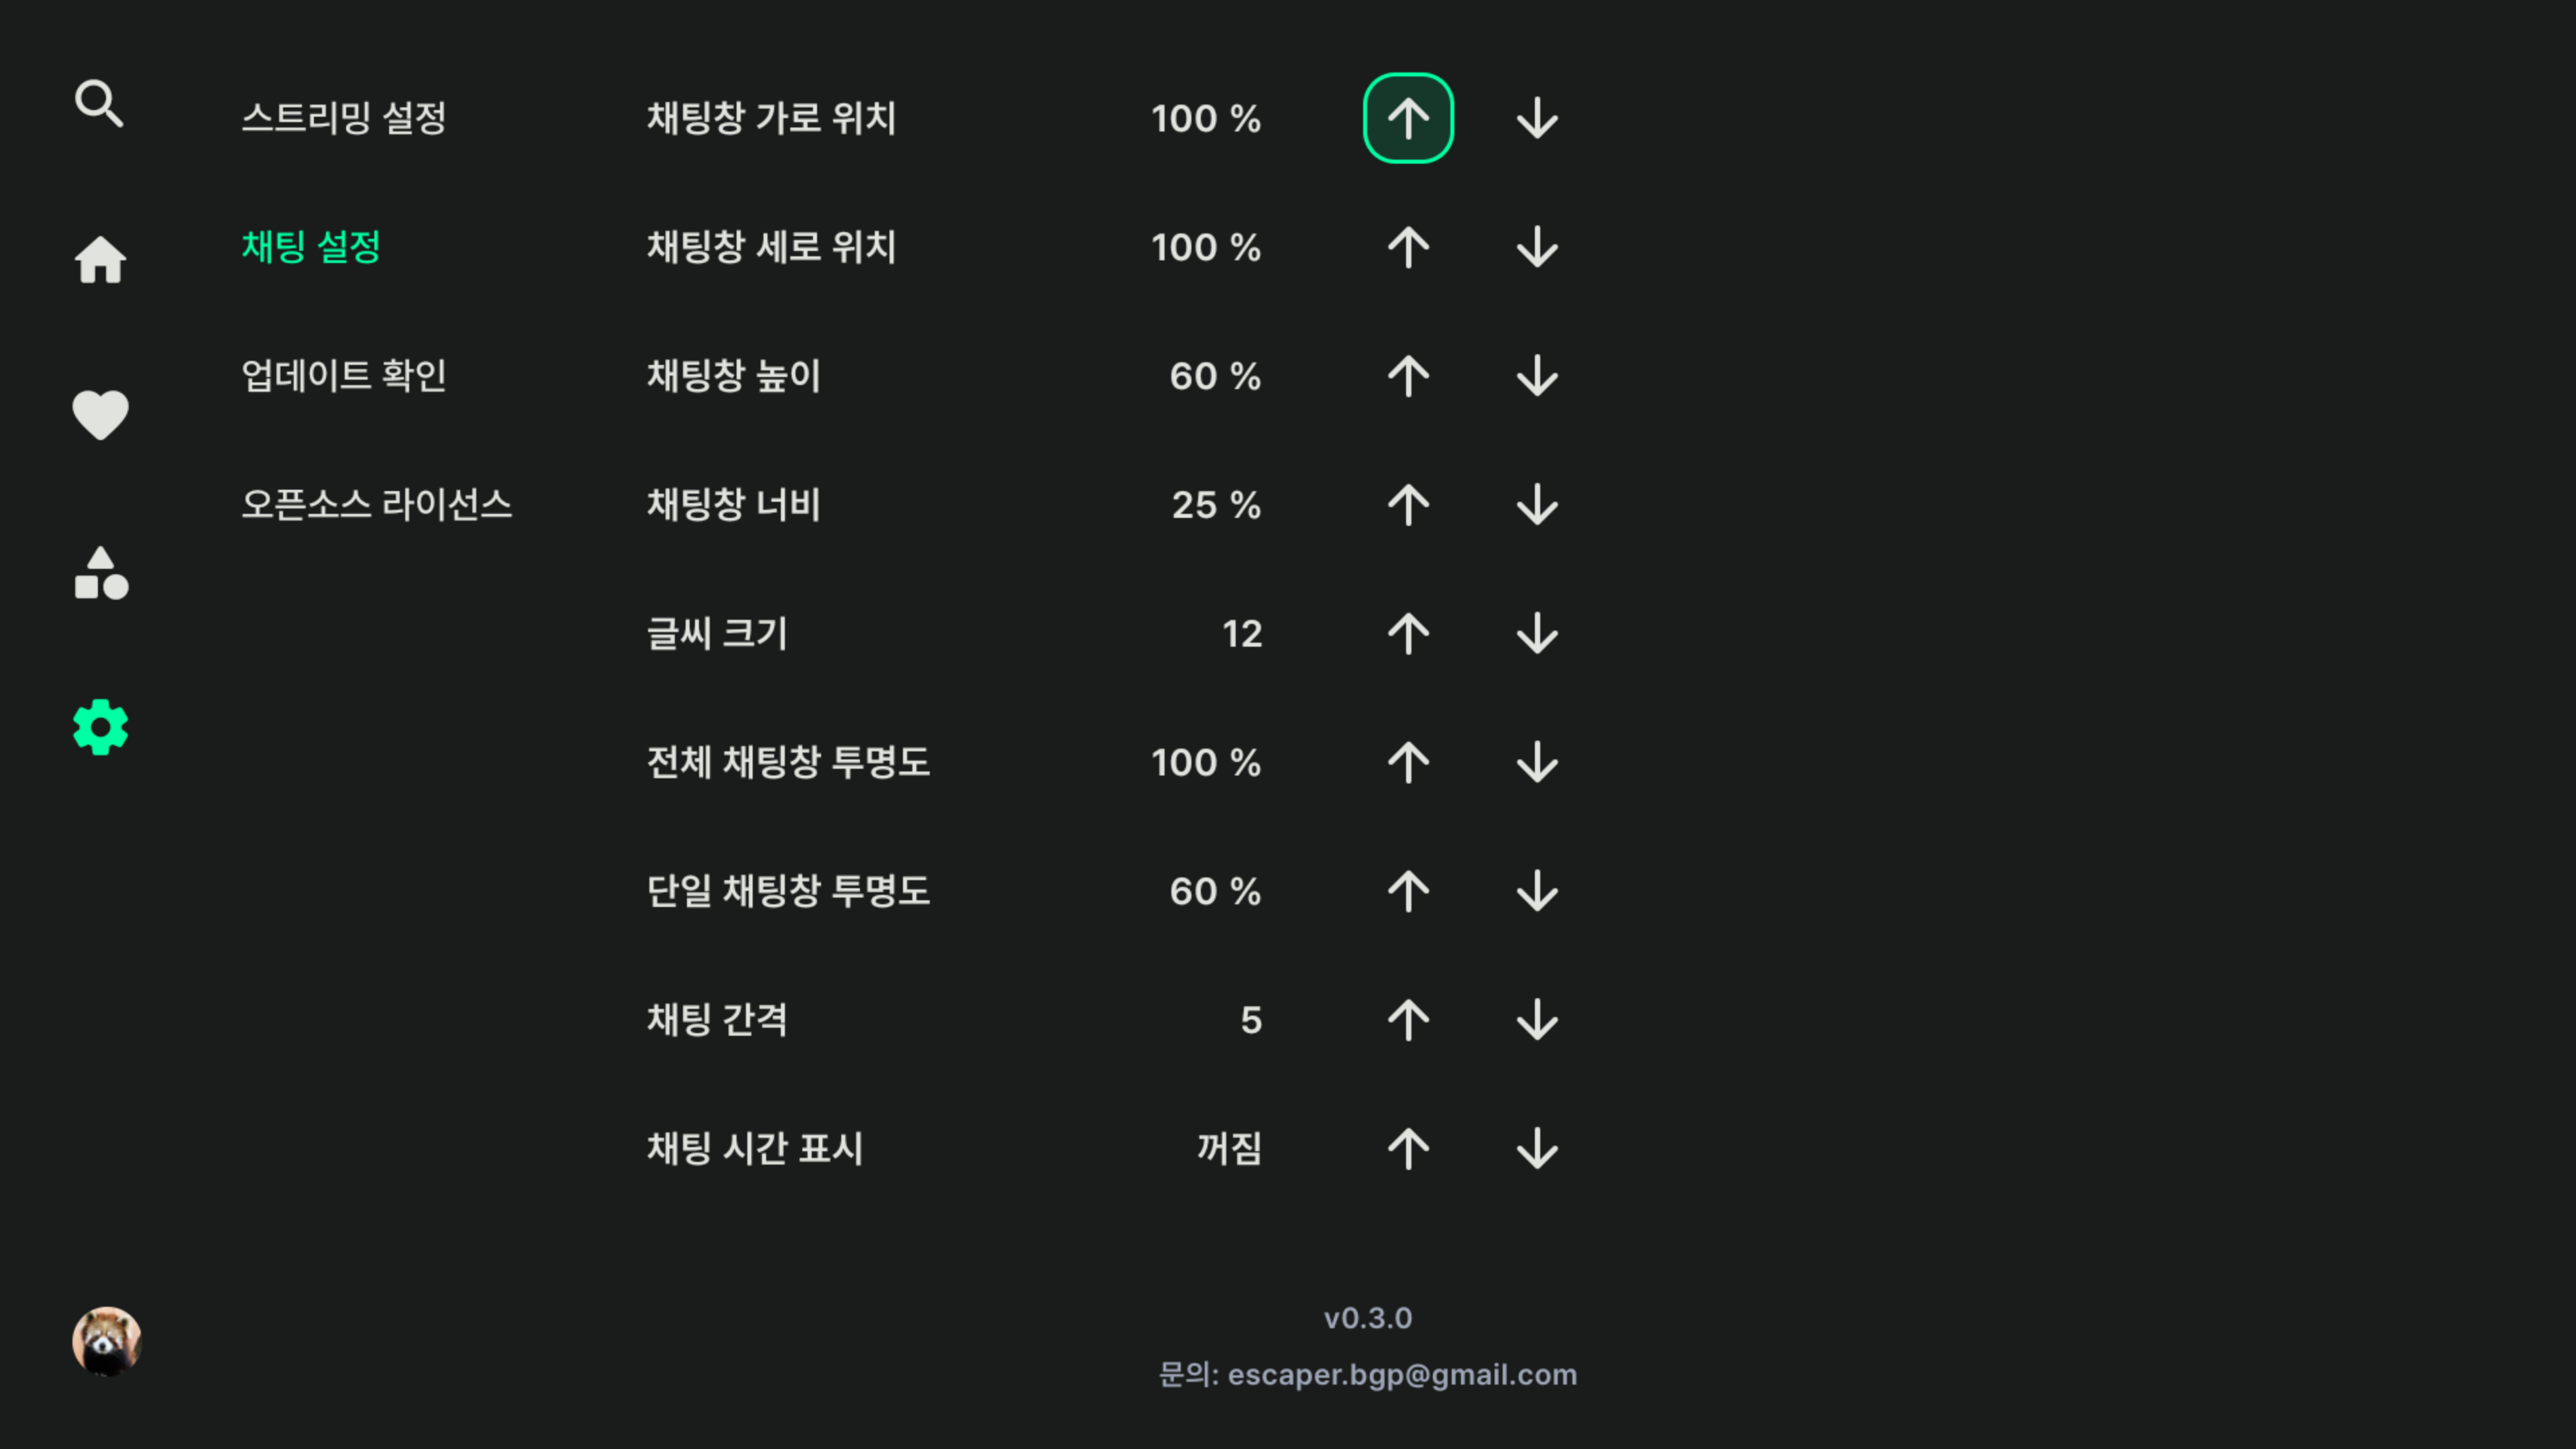 스트리밍 설정
채팅 설정
업데이트 확인
오픈소스 라이선스
채팅창 가로 위치 100 %
채팅창 세로 위치 100 %
채팅창 높이 60 %
채팅창 너비 25 %
글씨 크기 12
전체 채팅창 투명도 100 %
단일 채팅창 투명도 60 %
채팅 간격 5
채팅 시간 표시 꺼짐
v0.3.0
문의: escaper.bgp@gmail.com